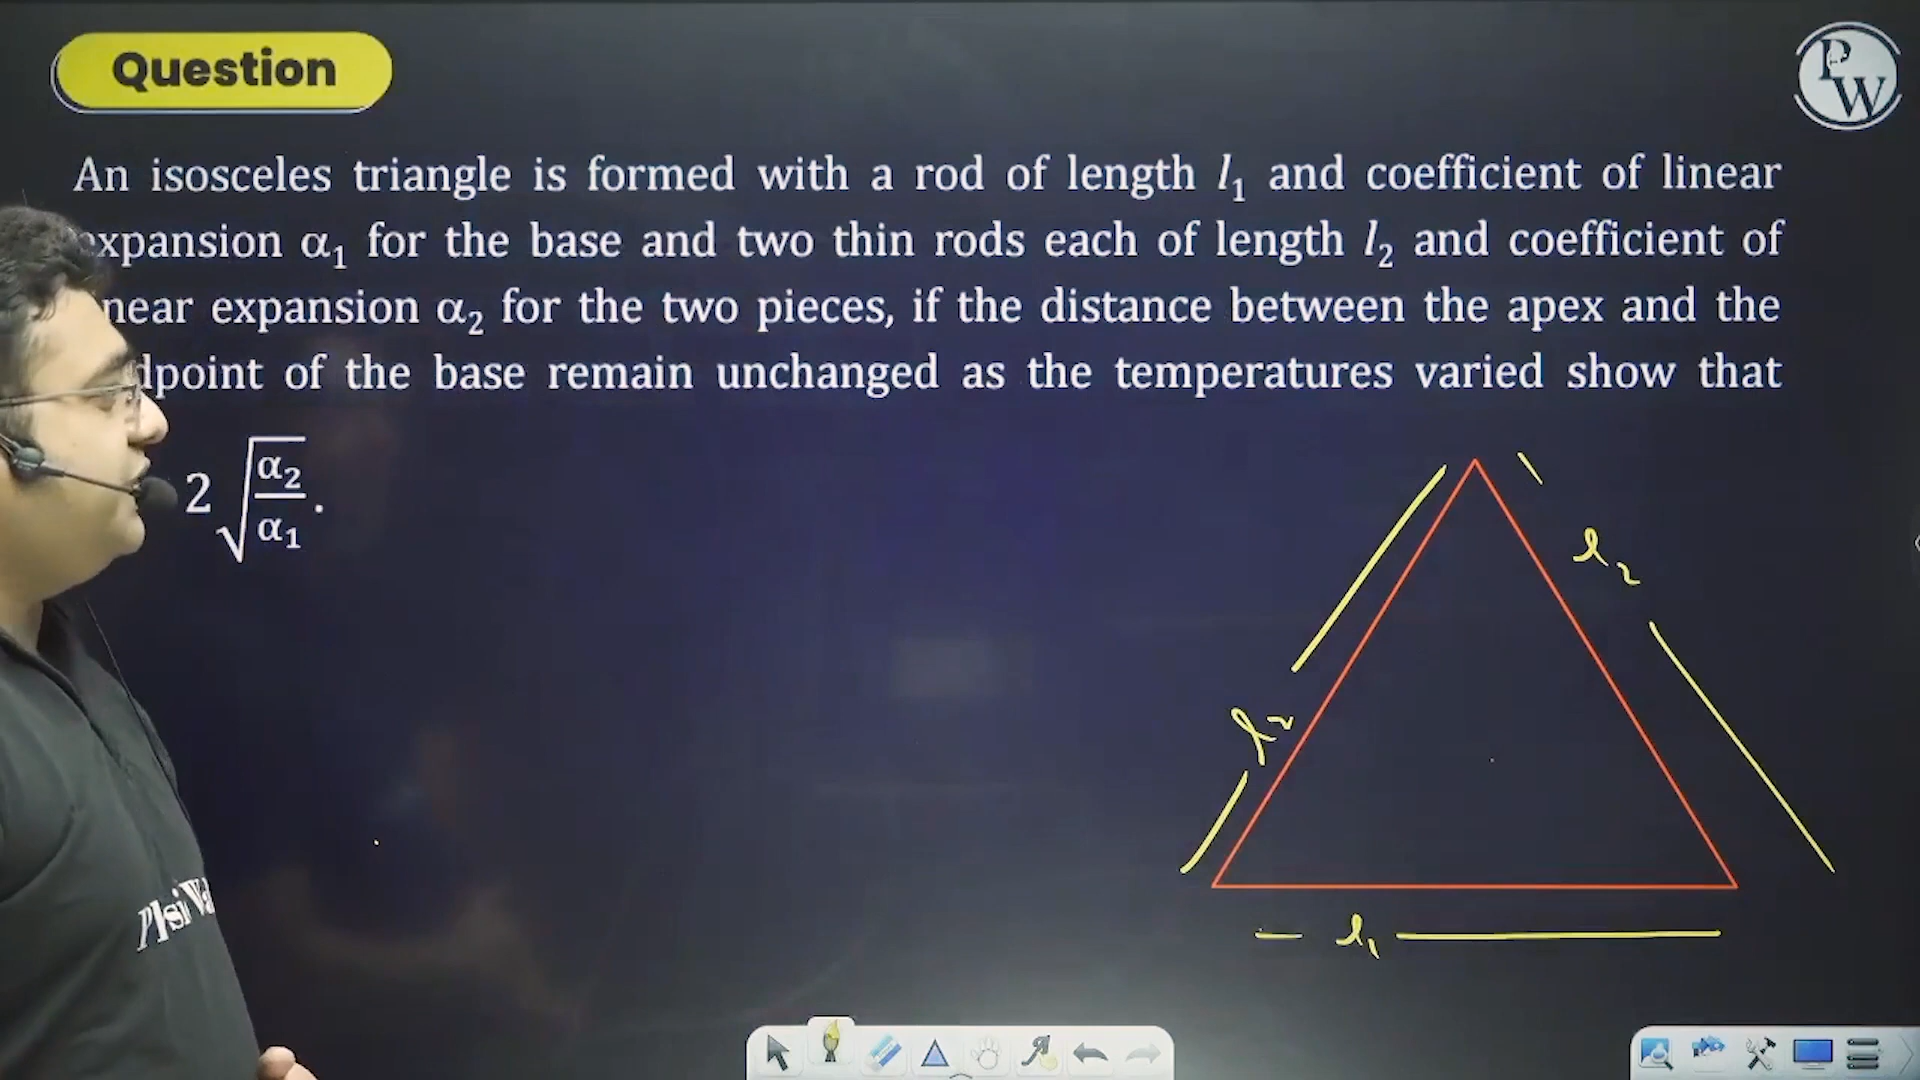 Question
PW
An isosceles triangle is formed with a rod of length l₁ and coefficient of linear
expansion α₁ for the base and two thin rods each of length l₂ and coefficient of
near expansion α₂ for the two pieces, if the distance between the apex and the
dpoint of the base remain unchanged as the temperatures varied show that
2√(α₂/α₁).
l₂
l₂
l₁